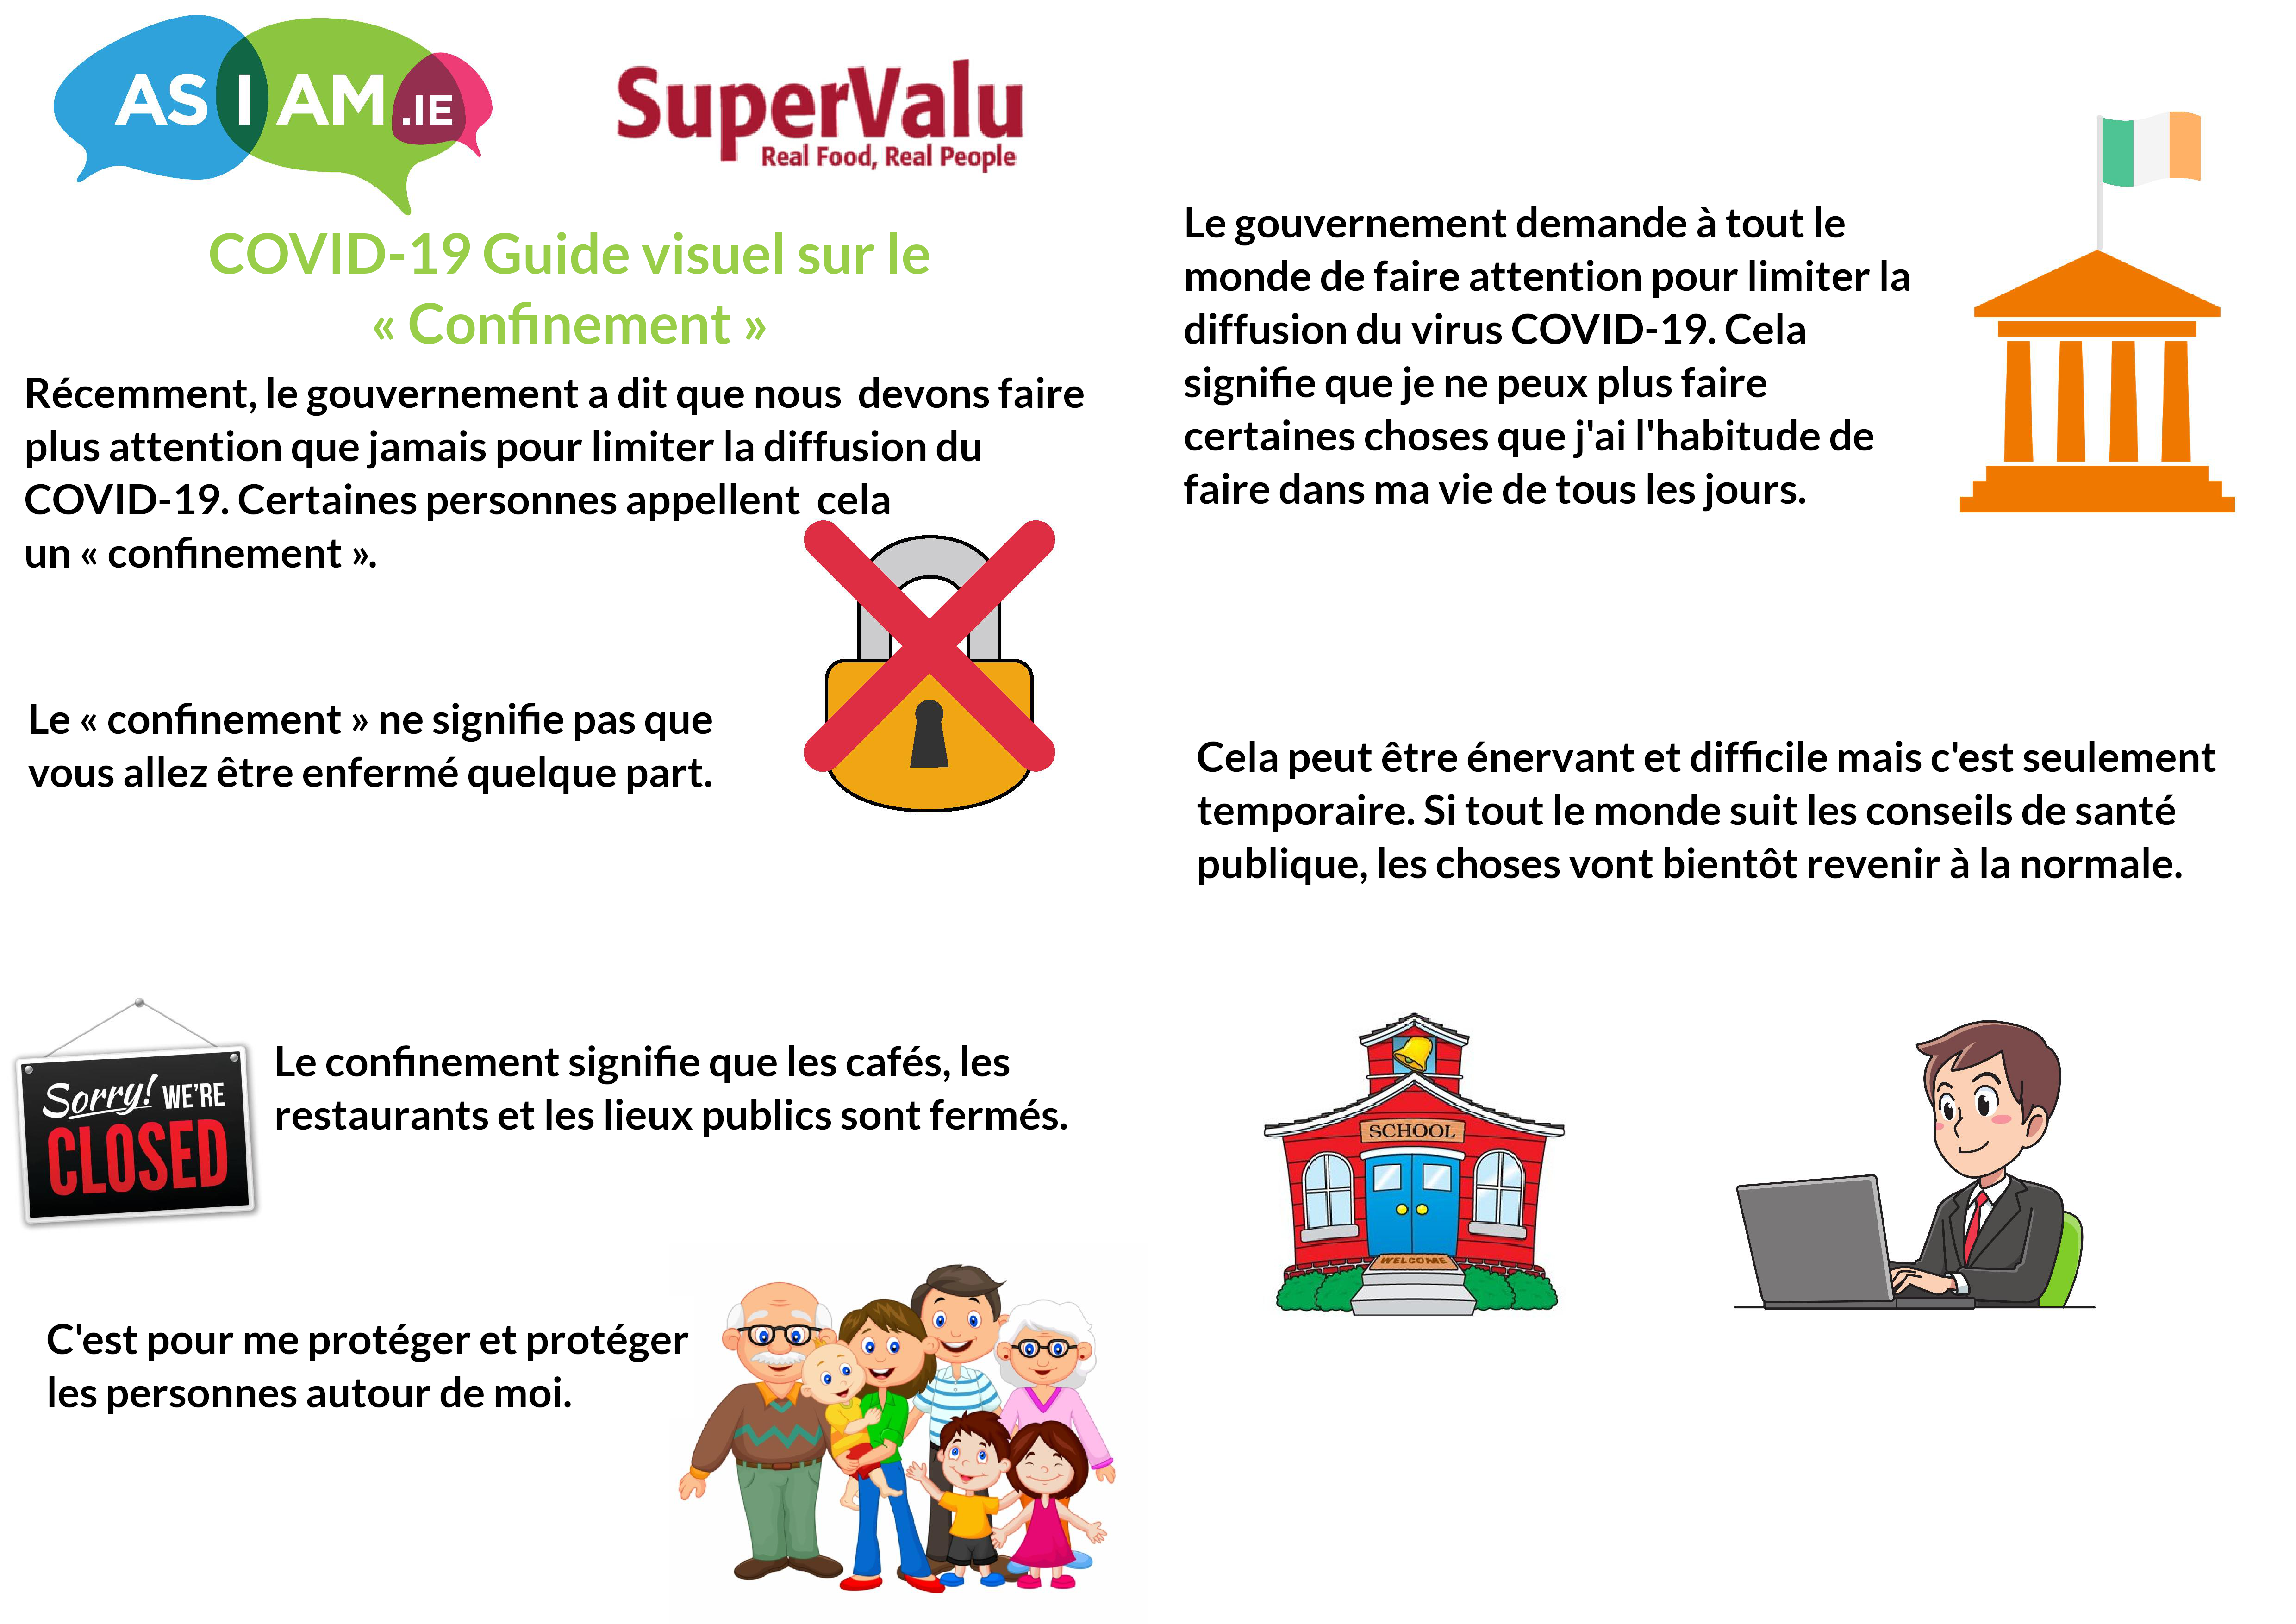 AS I AM .IE
SuperValu
Real Food, Real People
COVID-19 Guide visuel sur le
« Confinement »
Récemment, le gouvernement a dit que nous devons faire
plus attention que jamais pour limiter la diffusion du
COVID-19. Certaines personnes appellent cela
un « confinement ».
Le « confinement » ne signifie pas que
vous allez être enfermé quelque part.
Sorry! WE'RE
CLOSED
Le confinement signifie que les cafés, les
restaurants et les lieux publics sont fermés.
C'est pour me protéger et protéger
les personnes autour de moi.
Le gouvernement demande à tout le
monde de faire attention pour limiter la
diffusion du virus COVID-19. Cela
signifie que je ne peux plus faire
certaines choses que j'ai l'habitude de
faire dans ma vie de tous les jours.
Cela peut être énervant et difficile mais c'est seulement
temporaire. Si tout le monde suit les conseils de santé
publique, les choses vont bientôt revenir à la normale.
SCHOOL
WELCOME